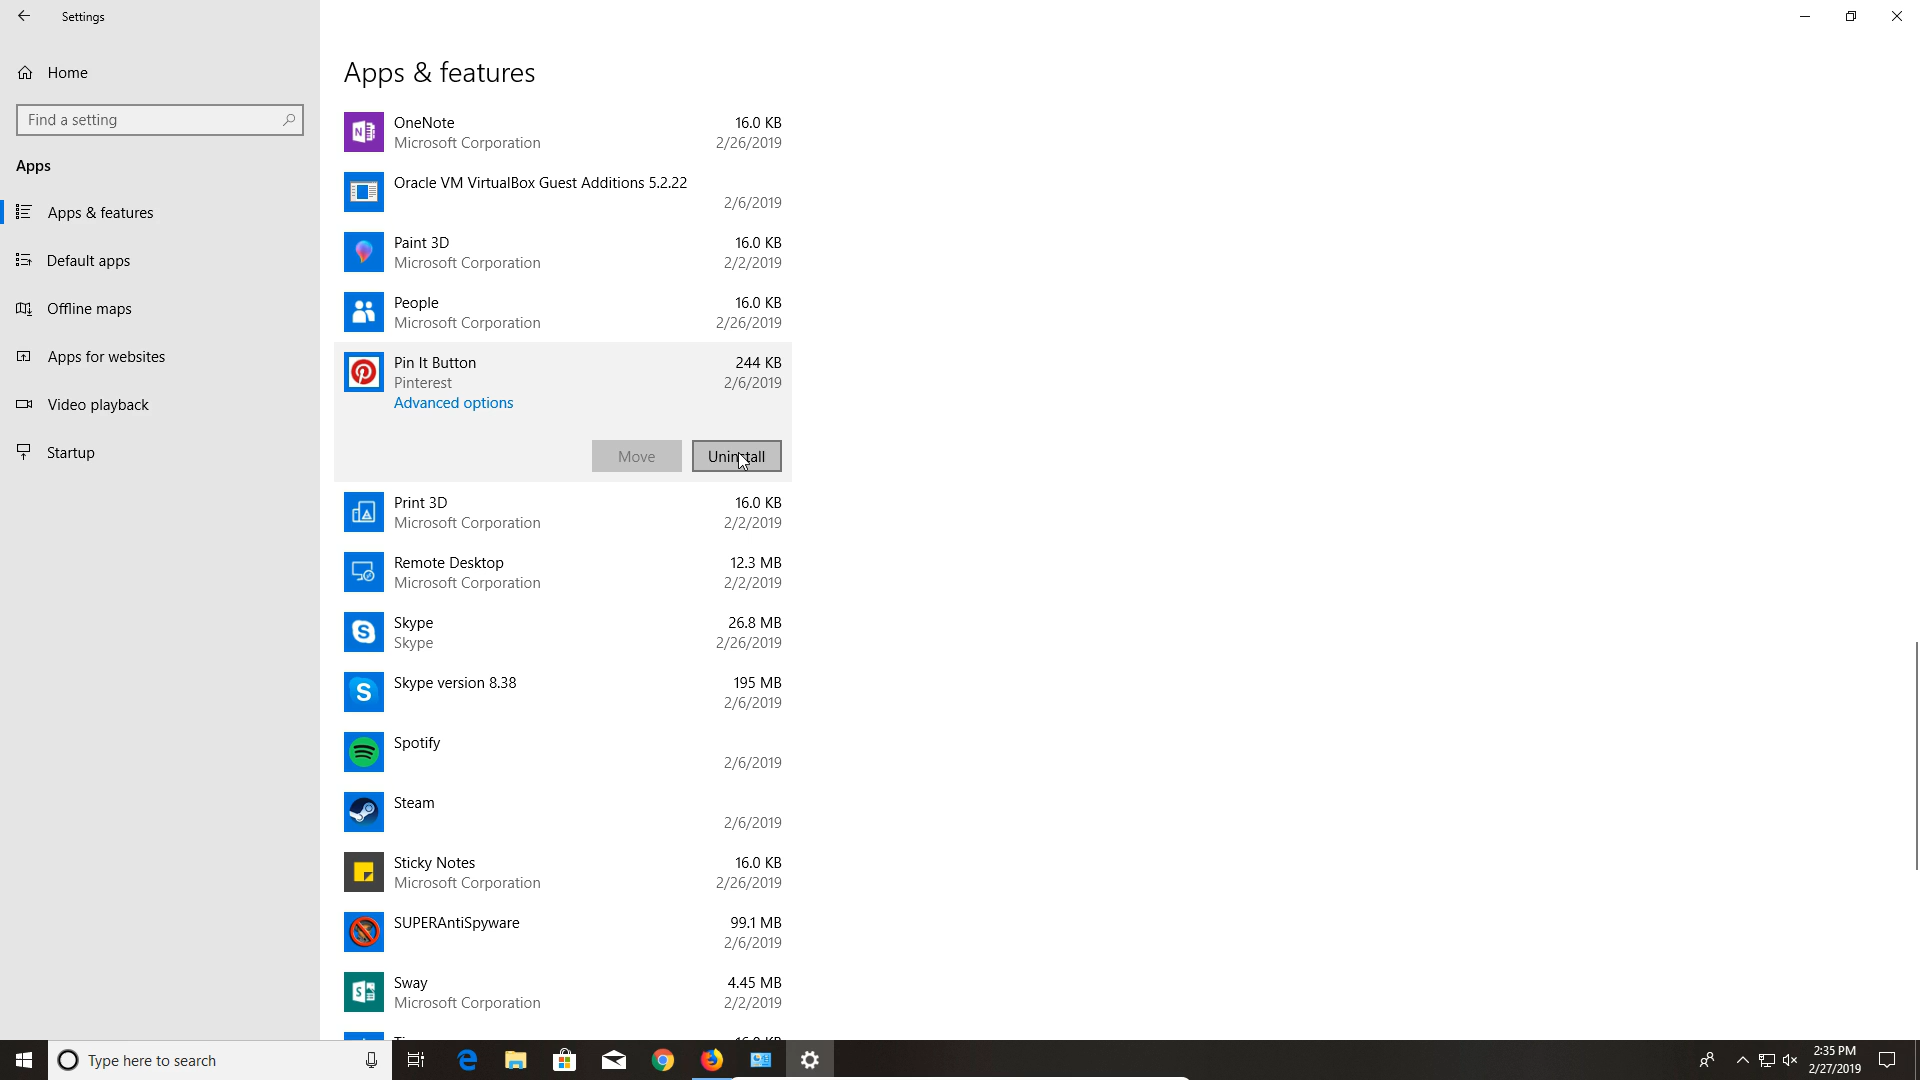 Settings
Home
Find a setting
Apps
Apps & features
Default apps
Offline maps
Apps for websites
Video playback
Startup
Apps & features
OneNote 16.0 KB
Microsoft Corporation 2/26/2019
Oracle VM VirtualBox Guest Additions 5.2.22
2/6/2019
Paint 3D 16.0 KB
Microsoft Corporation 2/2/2019
People 16.0 KB
Microsoft Corporation 2/26/2019
Pin It Button 244 KB
Pinterest 2/6/2019
Advanced options
Move Uninstall
Print 3D 16.0 KB
Microsoft Corporation 2/2/2019
Remote Desktop 12.3 MB
Microsoft Corporation 2/2/2019
Skype 26.8 MB
Skype 2/26/2019
Skype version 8.38 195 MB
2/6/2019
Spotify
2/6/2019
Steam
2/6/2019
Sticky Notes 16.0 KB
Microsoft Corporation 2/26/2019
SUPERAntiSpyware 99.1 MB
2/6/2019
Sway 4.45 MB
Microsoft Corporation 2/2/2019
Type here to search
2:35 PM
2/27/2019